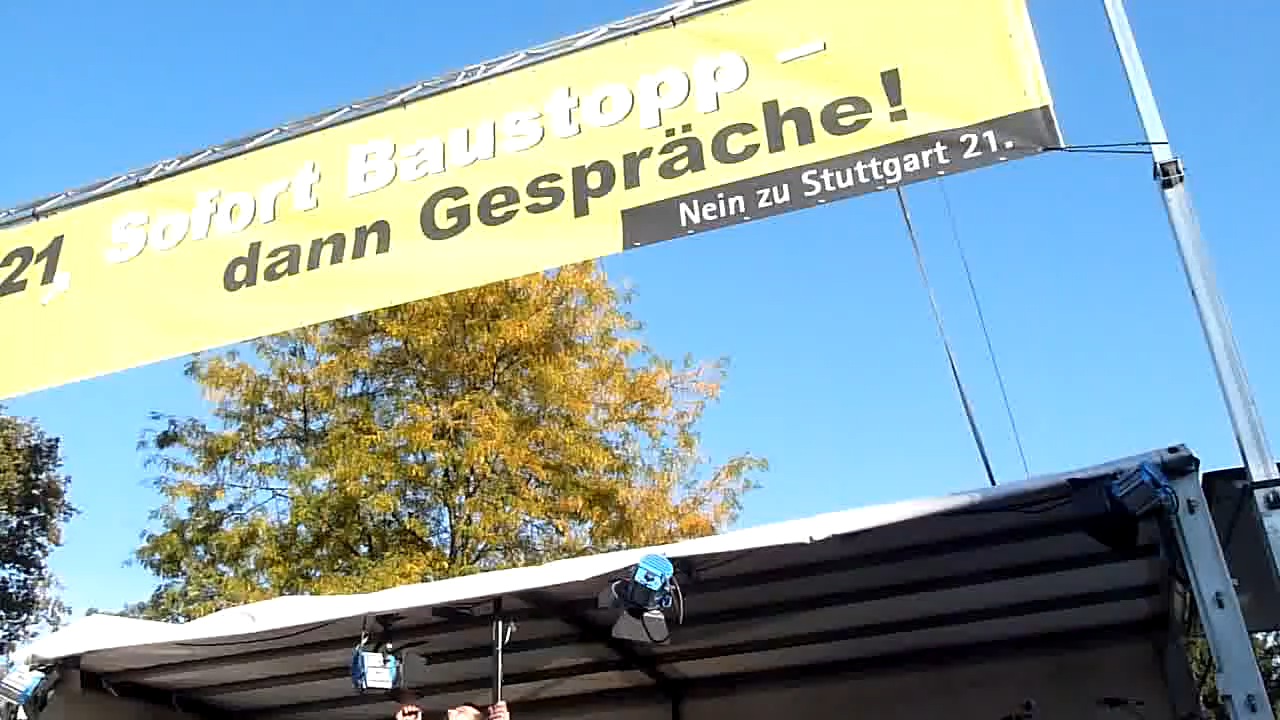 21,
Sofort Baustopp –
dann Gespräche!
Nein zu Stuttgart 21.